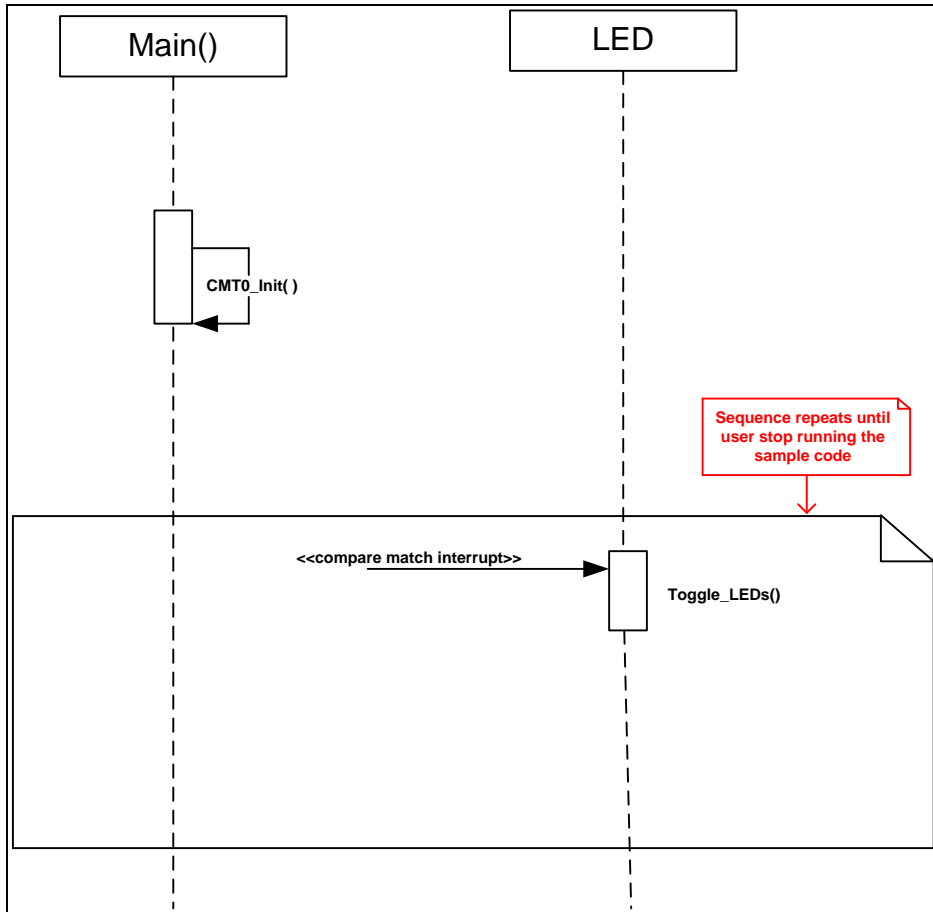 Main()
LED
CMT0_Init( )
Sequence repeats until
user stop running the
sample code
<<compare match interrupt>>
Toggle_LEDs()